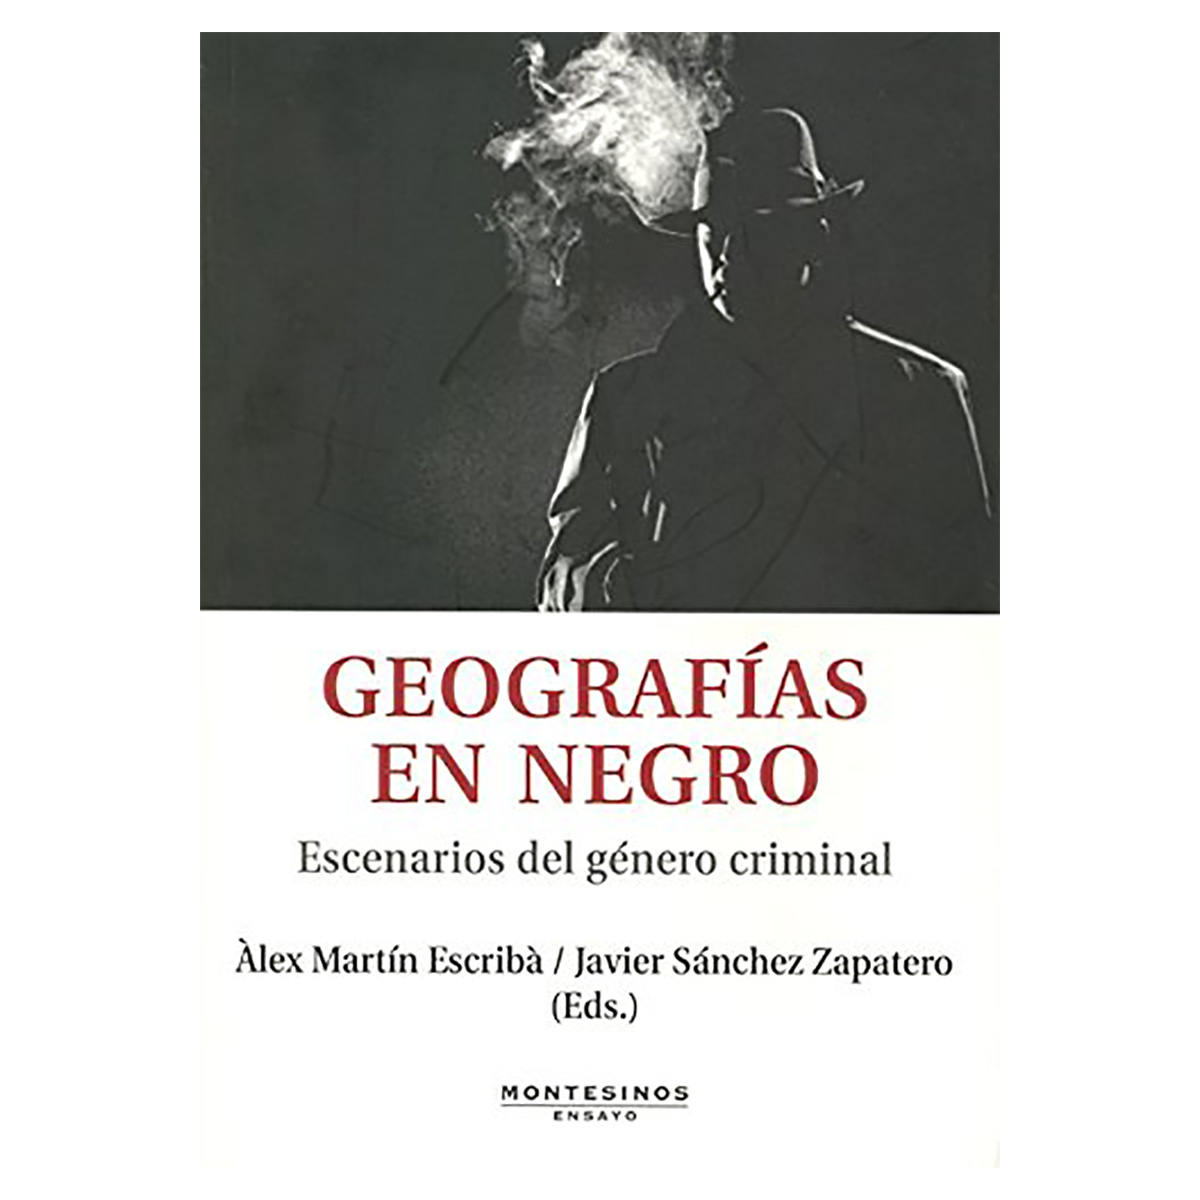 GEOGRAFÍAS
EN NEGRO
Escenarios del género criminal
Àlex Martín Escribà / Javier Sánchez Zapatero
(Eds.)
MONTESINOS
ENSAYO